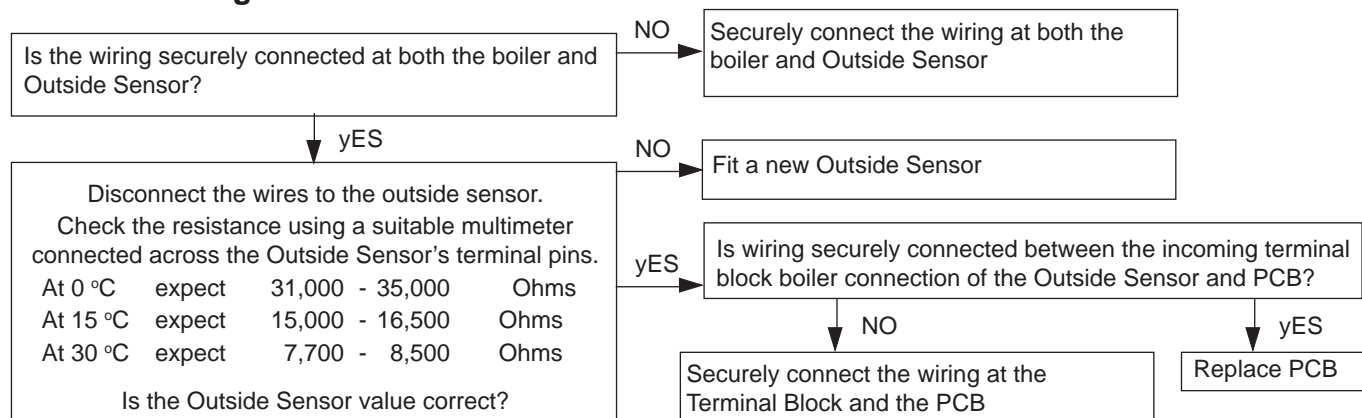 Is the wiring securely connected at both the boiler and
Outside Sensor?
NO
Securely connect the wiring at both the
boiler and Outside Sensor
yES
Disconnect the wires to the outside sensor.
Check the resistance using a suitable multimeter
connected across the Outside Sensor’s terminal pins.
At 0 °C expect 31,000 - 35,000 Ohms
At 15 °C expect 15,000 - 16,500 Ohms
At 30 °C expect 7,700 - 8,500 Ohms
Is the Outside Sensor value correct?
NO
Fit a new Outside Sensor
yES
Is wiring securely connected between the incoming terminal
block boiler connection of the Outside Sensor and PCB?
NO
Securely connect the wiring at the
Terminal Block and the PCB
yES
Replace PCB